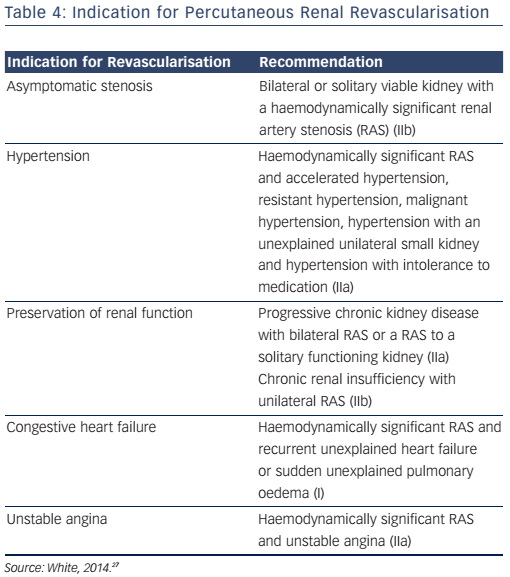 Table 4: Indication for Percutaneous Renal Revascularisation
Indication for Revascularisation Recommendation
Asymptomatic stenosis Bilateral or solitary viable kidney with
a haemodynamically significant renal
artery stenosis (RAS) (IIb)
Hypertension Haemodynamically significant RAS
and accelerated hypertension,
resistant hypertension, malignant
hypertension, hypertension with an
unexplained unilateral small kidney
and hypertension with intolerance to
medication (IIa)
Preservation of renal function Progressive chronic kidney disease
with bilateral RAS or a RAS to a
solitary functioning kidney (IIa)
Chronic renal insufficiency with
unilateral RAS (IIb)
Congestive heart failure Haemodynamically significant RAS and
recurrent unexplained heart failure
or sudden unexplained pulmonary
oedema (I)
Unstable angina Haemodynamically significant RAS
and unstable angina (IIa)
Source: White, 2014.²⁷